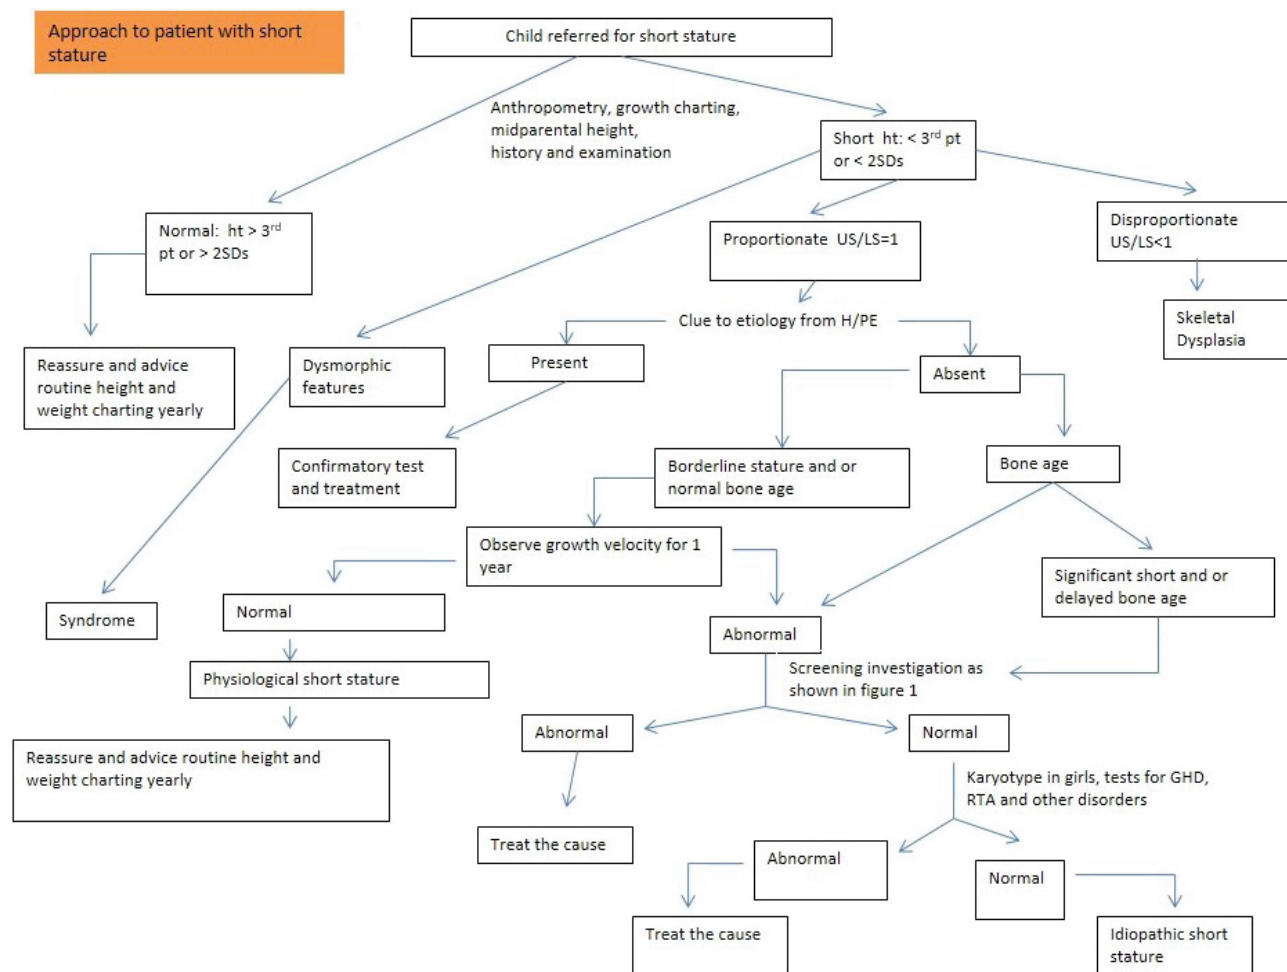 Approach to patient with short
stature
Child referred for short stature
Anthropometry, growth charting,
midparental height,
history and examination
Short ht: < 3rd pt
or < 2SDs
Normal: ht > 3rd
pt or > 2SDs
Proportionate US/LS=1
Disproportionate
US/LS<1
Skeletal
Dysplasia
Clue to etiology from H/PE
Reassure and advice
routine height and
weight charting yearly
Dysmorphic
features
Present
Absent
Confirmatory test
and treatment
Borderline stature and or
normal bone age
Bone age
Observe growth velocity for 1
year
Significant short and or
delayed bone age
Syndrome
Normal
Abnormal
Physiological short stature
Screening investigation as
shown in figure 1
Reassure and advice routine height and
weight charting yearly
Abnormal
Normal
Karyotype in girls, tests for GHD,
RTA and other disorders
Treat the cause
Abnormal
Normal
Treat the cause
Idiopathic short
stature